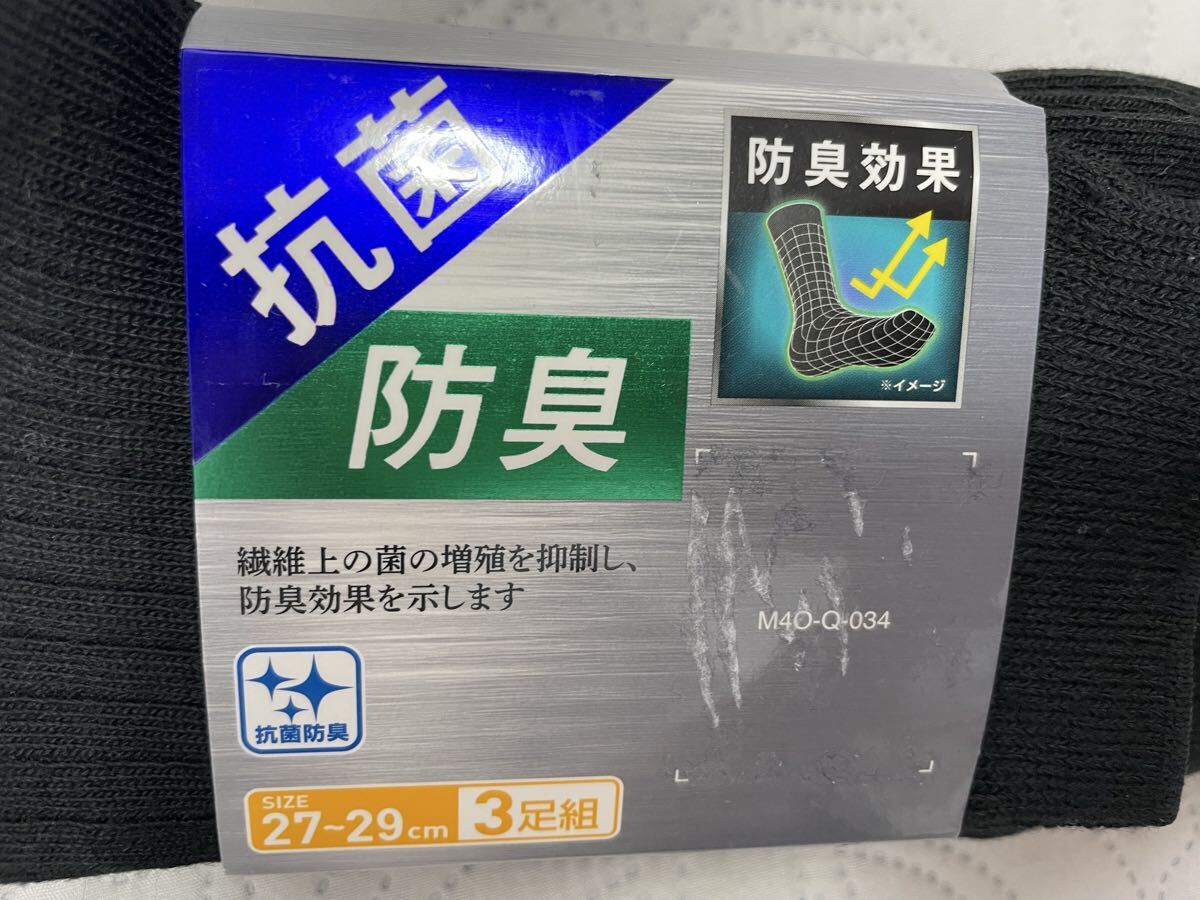 抗菌
防臭
防臭効果
※イメージ
繊維上の菌の増殖を抑制し、
防臭効果を示します
M4O-Q-034
抗菌防臭
SIZE
27~29cm
3足組